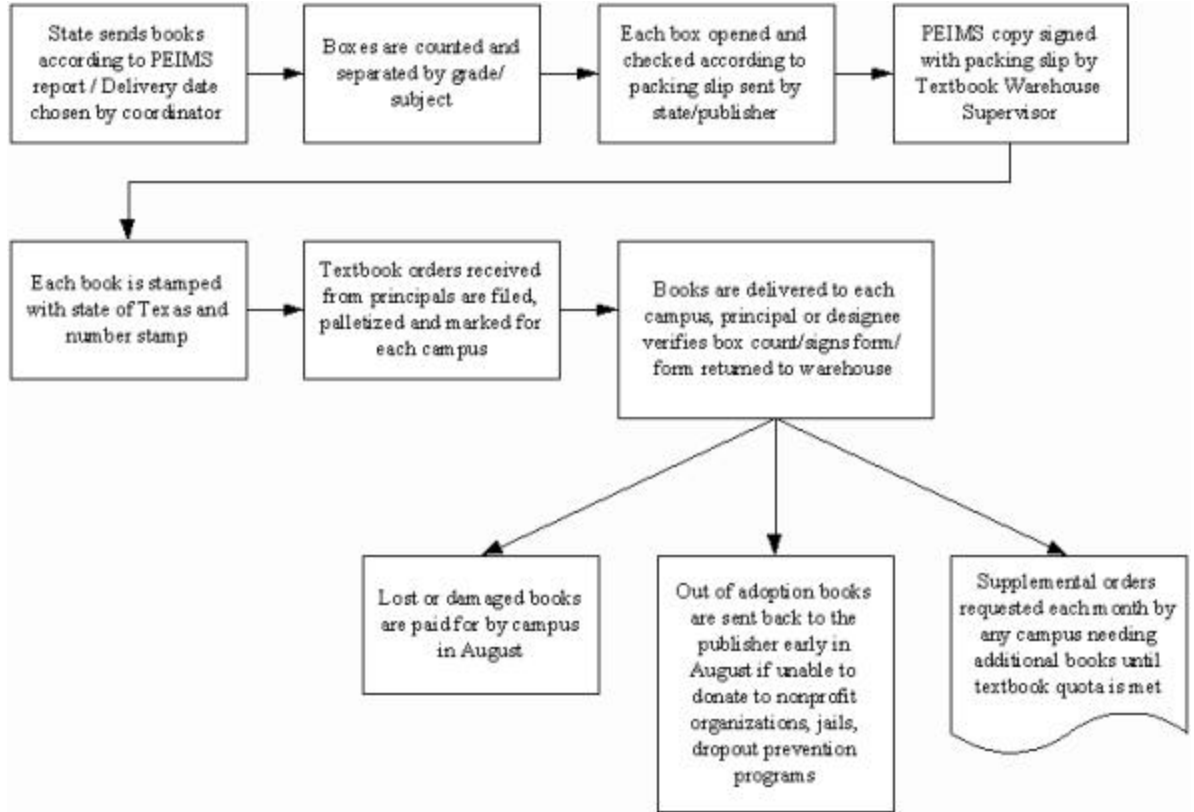 State sends books
according to PEIMS
report / Delivery date
chosen by coordinator
Boxes are counted and
separated by grade/
subject
Each box opened and
checked according to
packing slip sent by
state/publisher
PEIMS copy signed
with packing slip by
Textbook Warehouse
Supervisor
Each book is stamped
with state of Texas and
number stamp
Textbook orders received
from principals are filed,
palletized and marked for
each campus
Books are delivered to each
campus, principal or designee
verifies box count/signs form/
form returned to warehouse
Lost or damaged books
are paid for by campus
in August
Out of adoption books
are sent back to the
publisher early in
August if unable to
donate to nonprofit
organizations, jails,
dropout prevention
programs
Supplemental orders
requested each month by
any campus needing
additional books until
textbook quota is met